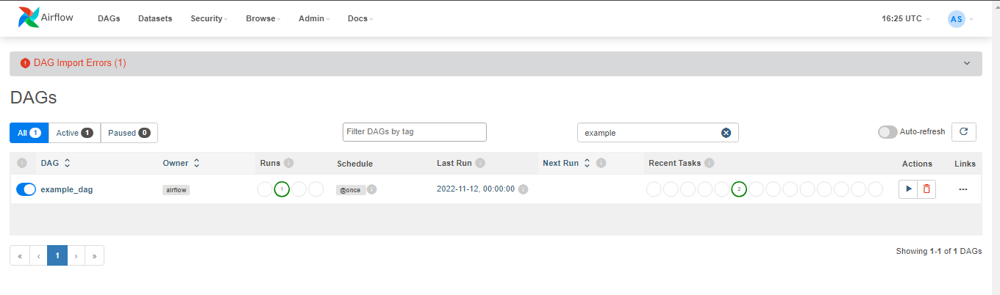 Airflow DAGs Datasets Security Browse Admin Docs 16:25 UTC AS
DAG Import Errors (1)
DAGs
All 1 Active 1 Paused 0 Filter DAGs by tag example Auto-refresh
DAG Owner Runs Schedule Last Run Next Run Recent Tasks Actions Links
example_dag airflow 1 @once 2022-11-12, 00:00:00 2
« ‹ 1 › » Showing 1-1 of 1 DAGs